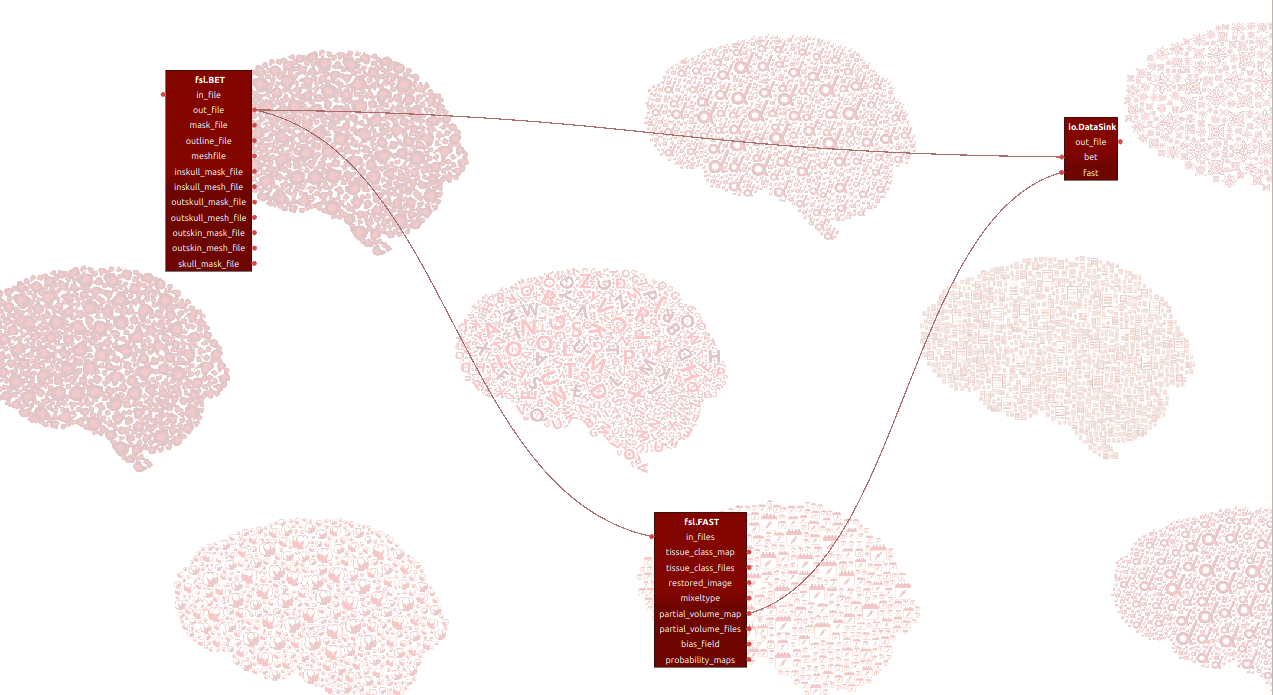 fsl.BET
in_file
out_file
mask_file
outline_file
meshfile
inskull_mask_file
inskull_mesh_file
outskull_mask_file
outskull_mesh_file
outskin_mask_file
outskin_mesh_file
skull_mask_file
io.DataSink
out_file
bet
fast
fsl.FAST
in_files
tissue_class_map
tissue_class_files
restored_image
mixeltype
partial_volume_map
partial_volume_files
bias_field
probability_maps